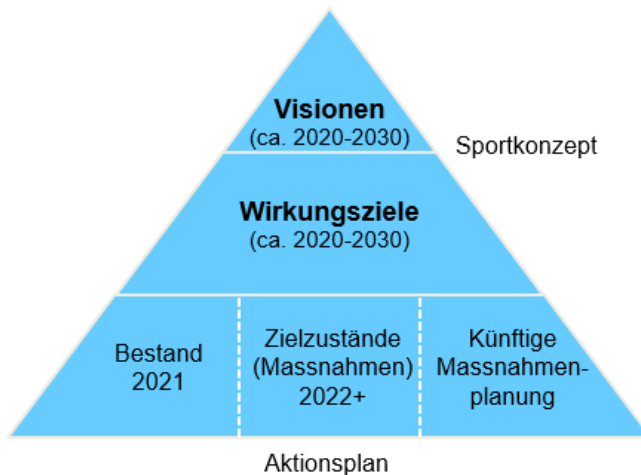 Visionen
(ca. 2020-2030)
Sportkonzept
Wirkungsziele
(ca. 2020-2030)
Bestand
2021
Zielzustände
(Massnahmen)
2022+
Künftige
Massnahmen-
planung
Aktionsplan